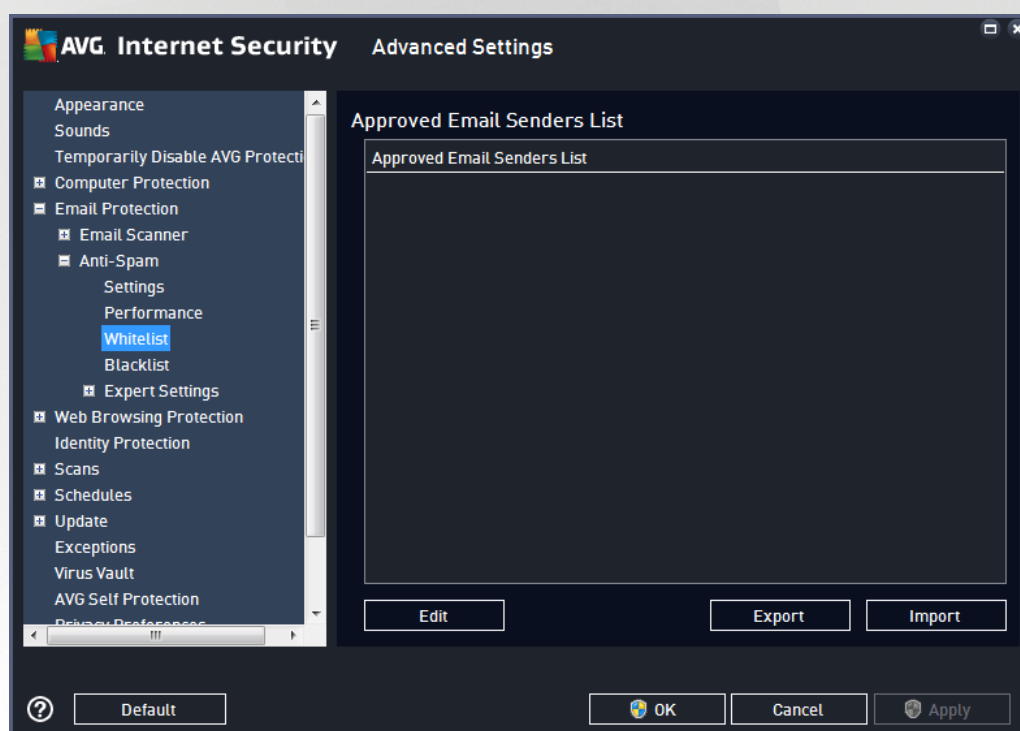 AVG. Internet Security Advanced Settings
Appearance
Sounds
Temporarily Disable AVG Protecti
Computer Protection
Email Protection
Email Scanner
Anti-Spam
Settings
Performance
Whitelist
Blacklist
Expert Settings
Web Browsing Protection
Identity Protection
Scans
Schedules
Update
Exceptions
Virus Vault
AVG Self Protection
Privacy Preferences
Approved Email Senders List
Approved Email Senders List
Edit Export Import
? Default OK Cancel Apply